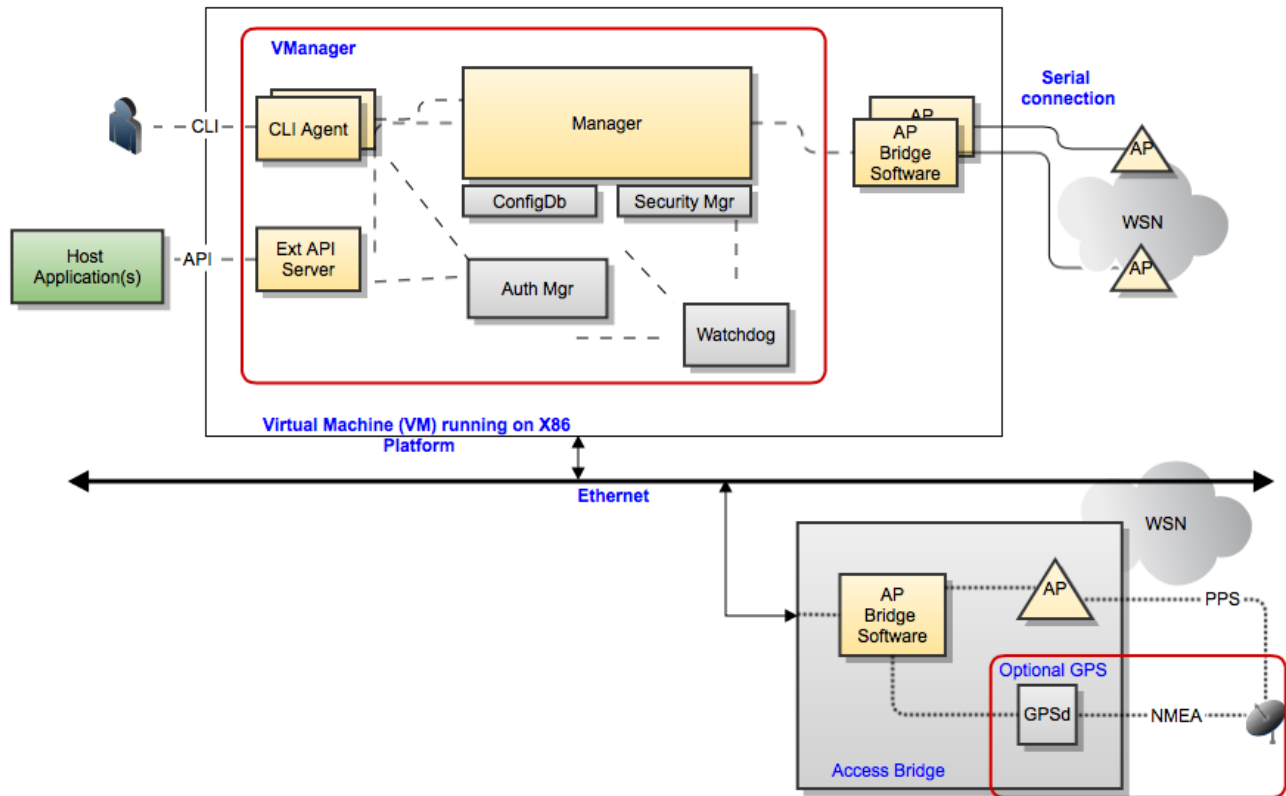 VManager
Serial
connection
CLI
CLI Agent
Manager
AP
AP
Bridge
Software
AP
ConfigDb
Security Mgr
WSN
Host
Application(s)
API
Ext API
Server
AP
Auth Mgr
Watchdog
Virtual Machine (VM) running on X86
Platform
Ethernet
WSN
AP
Bridge
Software
AP
PPS
Optional GPS
GPSd
NMEA
Access Bridge